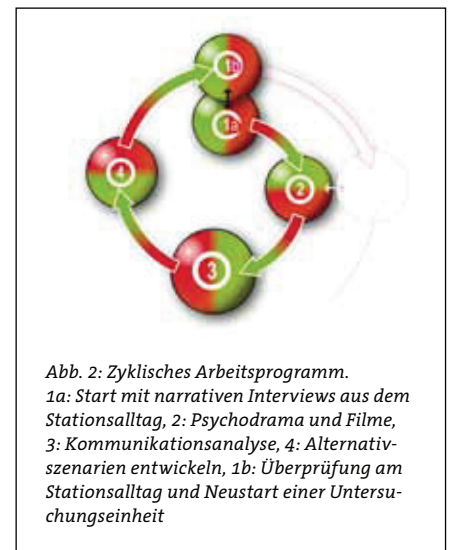 1b
1a
2
4
3
Abb. 2: Zyklisches Arbeitsprogramm.
1a: Start mit narrativen Interviews aus dem
Stationsalltag, 2: Psychodrama und Filme,
3: Kommunikationsanalyse, 4: Alternativ-
szenarien entwickeln, 1b: Überprüfung am
Stationsalltag und Neustart einer Untersu-
chungseinheit